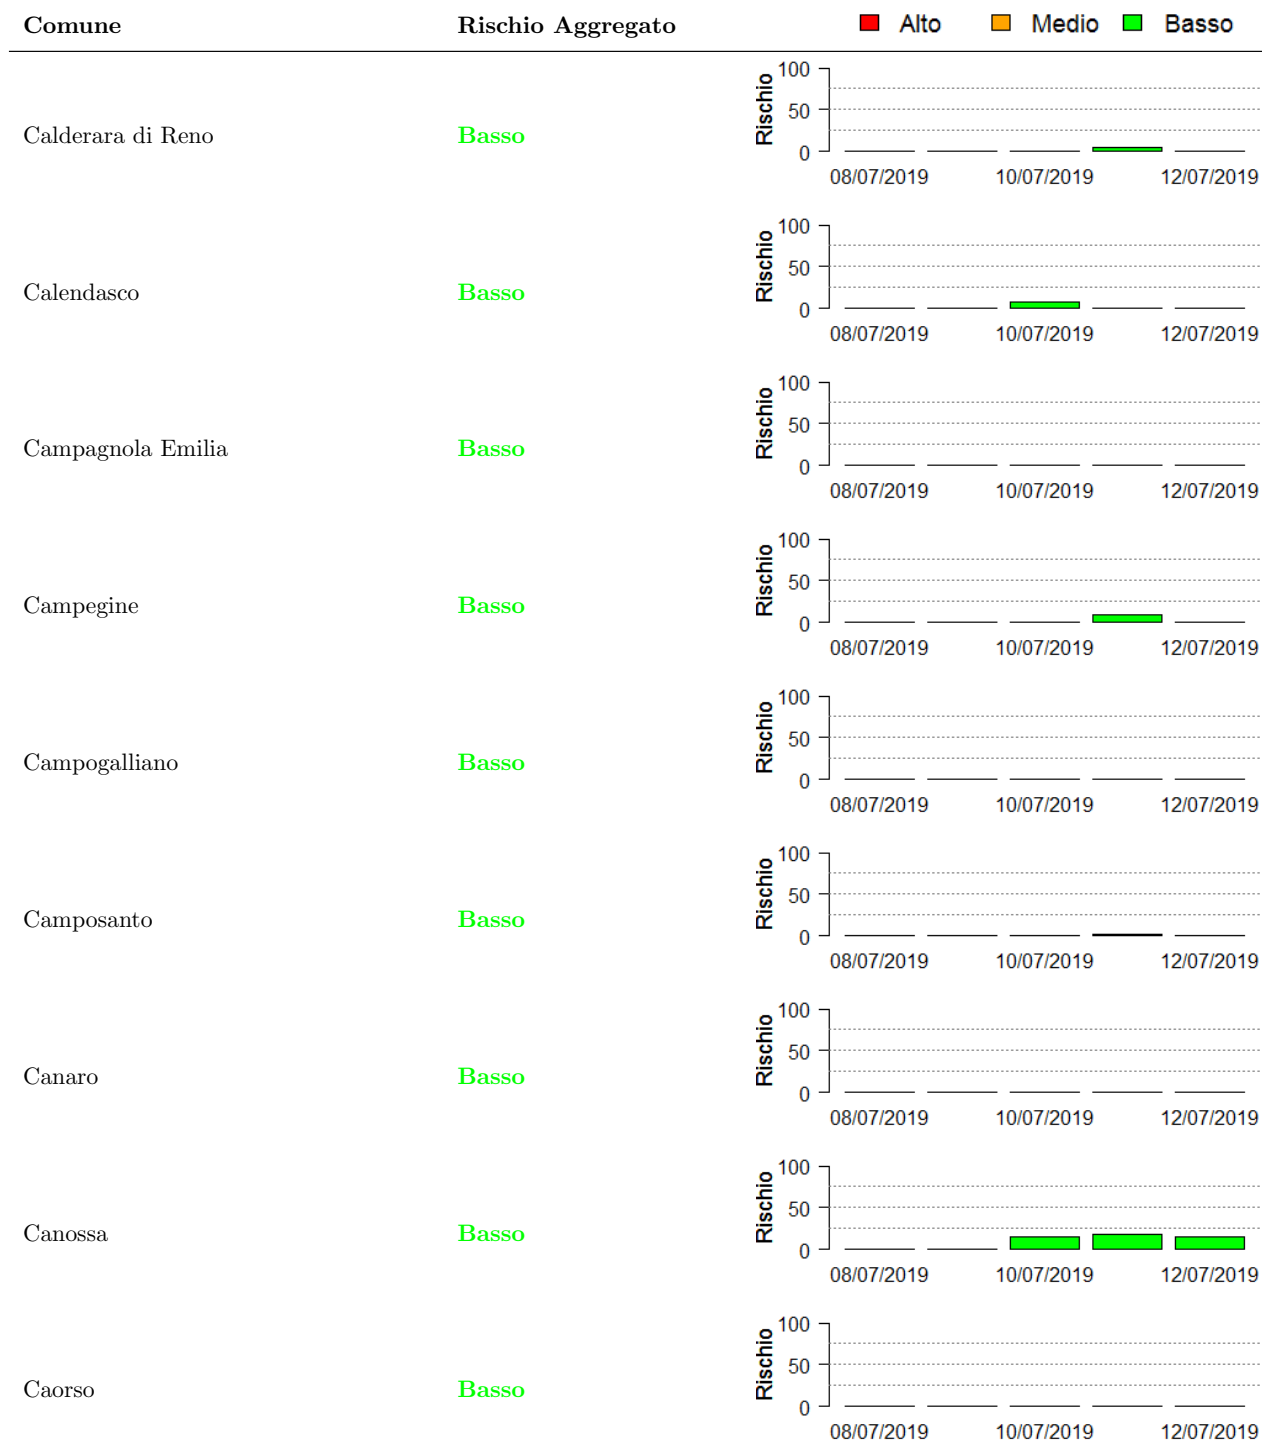 Comune Rischio Aggregato Alto Medio Basso
Calderara di Reno Basso Rischio 100 50 0
08/07/2019 10/07/2019 12/07/2019
Calendasco Basso Rischio 100 50 0
08/07/2019 10/07/2019 12/07/2019
Campagnola Emilia Basso Rischio 100 50 0
08/07/2019 10/07/2019 12/07/2019
Campegine Basso Rischio 100 50 0
08/07/2019 10/07/2019 12/07/2019
Campogalliano Basso Rischio 100 50 0
08/07/2019 10/07/2019 12/07/2019
Camposanto Basso Rischio 100 50 0
08/07/2019 10/07/2019 12/07/2019
Canaro Basso Rischio 100 50 0
08/07/2019 10/07/2019 12/07/2019
Canossa Basso Rischio 100 50 0
08/07/2019 10/07/2019 12/07/2019
Caorso Basso Rischio 100 50 0
08/07/2019 10/07/2019 12/07/2019